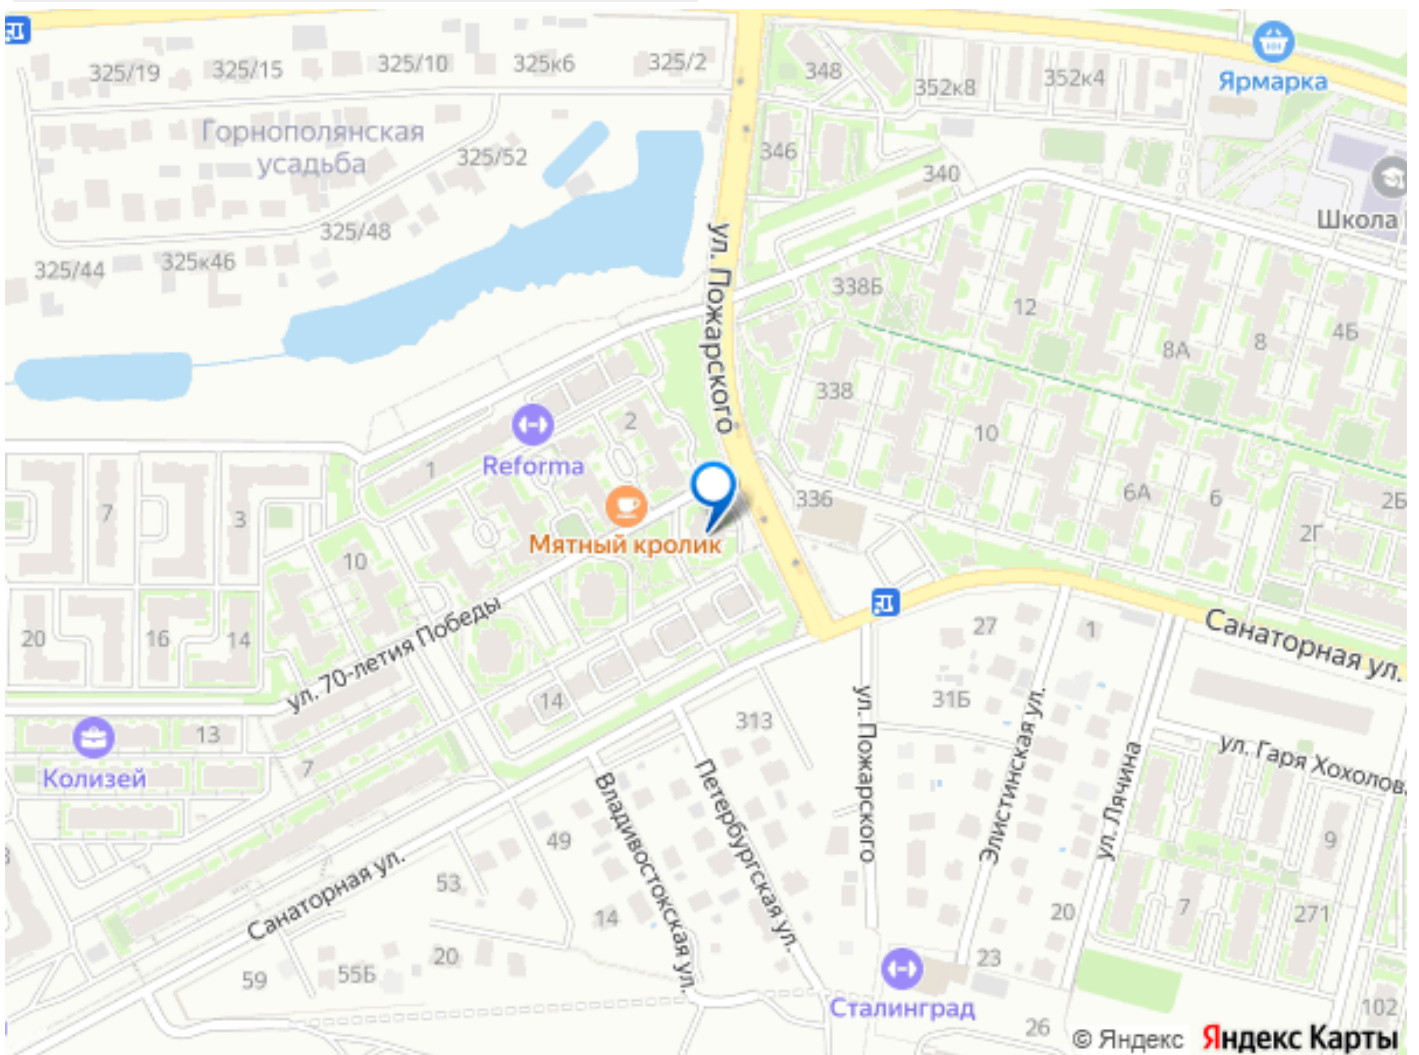 325/19
325/15
325/10
325к6
325/2
348
352к8
352к4
Ярмарка
Горнополянская
усадьба
325/52
346
340
Школа
325/48
325/44
325к46
ул. Пожарского
338Б
12
8А
8
4Б
338
10
6А
6
2Б
2Г
336
2
1
Reforma
Мятный кролик
7
3
10
20
16
14
ул. 70-летия Победы
14
13
7
Колизей
27
1
Санаторная ул.
31Б
313
ул. Пожарского
Элистинская ул.
ул. Лячина
ул. Гаря Хохолов
Владивостокская ул.
Петербургская ул.
49
53
Санаторная ул.
14
20
59
55Б
9
7
271
20
23
Сталинград
26
102
© Яндекс Яндекс Карты